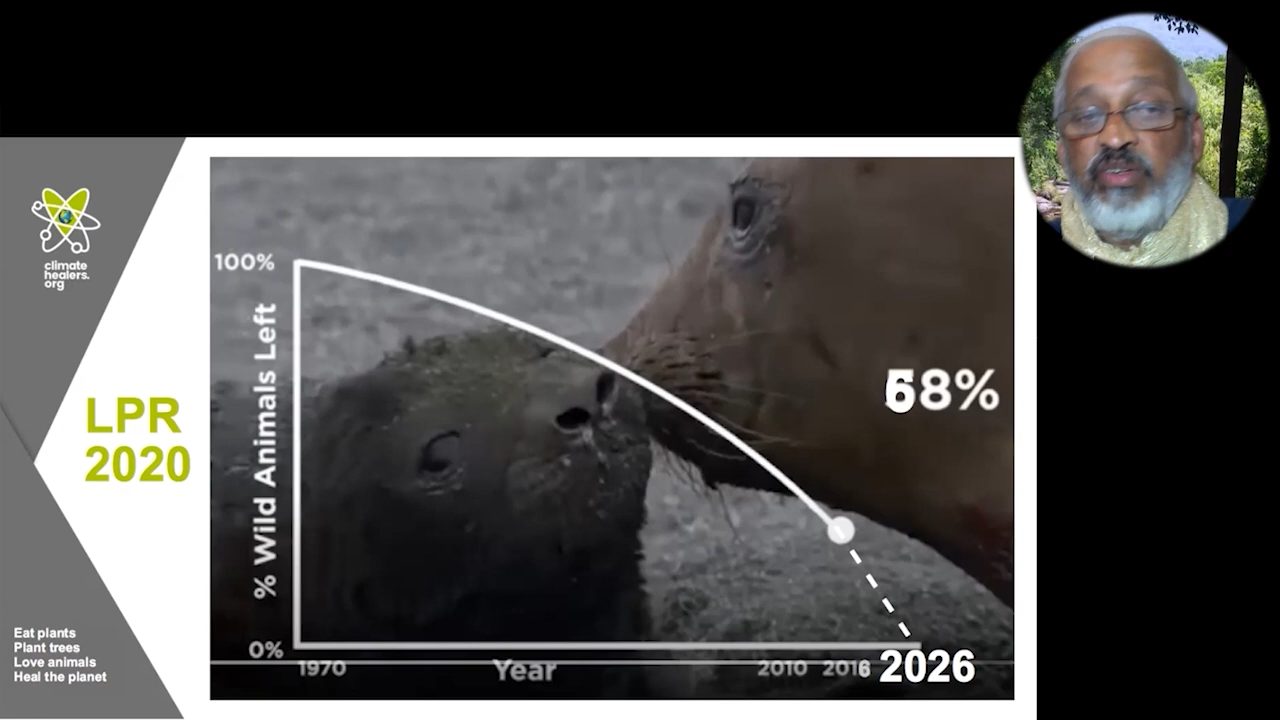 climate
healers.
org
LPR
2020
Eat plants
Plant trees
Love animals
Heal the planet
100%
% Wild Animals Left
0%
1970
Year
2010
2016
2026